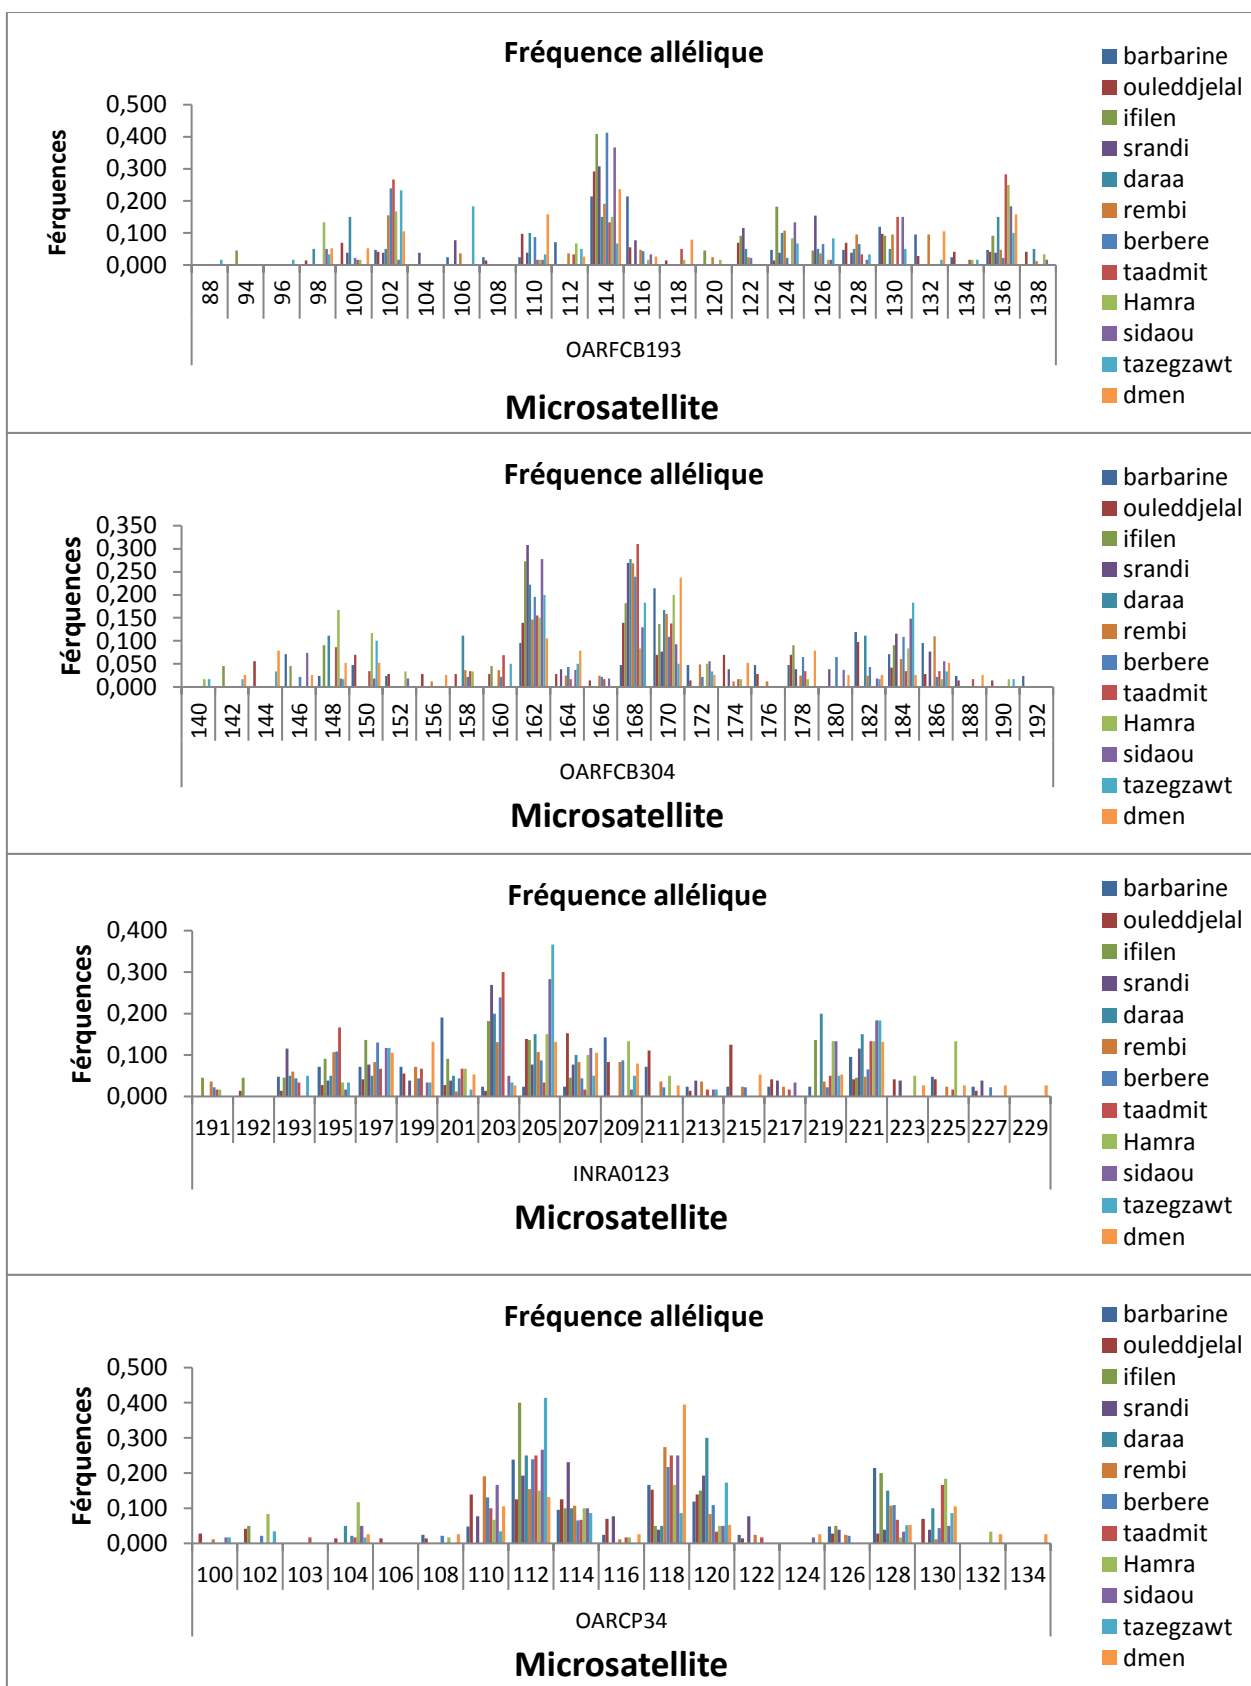 Fréquence allélique
Férquences
0,500
0,400
0,300
0,200
0,100
0,000
88 94 96 98 100 102 104 106 108 110 112 114 116 118 120 122 124 126 128 130 132 134 136 138
OARFCB193
Microsatellite
barbarine
ouleddjelal
ifilen
srandi
daraa
rembi
berbere
taadmit
Hamra
sidaou
tazegzawt
dmen
Fréquence allélique
Férquences
0,350
0,300
0,250
0,200
0,150
0,100
0,050
0,000
140 142 144 146 148 150 152 156 158 160 162 164 166 168 170 172 174 176 178 180 182 184 186 188 190 192
OARFCB304
Microsatellite
barbarine
ouleddjelal
ifilen
srandi
daraa
rembi
berbere
taadmit
Hamra
sidaou
tazegzawt
dmen
Fréquence allélique
Férquences
0,400
0,300
0,200
0,100
0,000
191 192 193 195 197 199 201 203 205 207 209 211 213 215 217 219 221 223 225 227 229
INRA0123
Microsatellite
barbarine
ouleddjelal
ifilen
srandi
daraa
rembi
berbere
taadmit
Hamra
sidaou
tazegzawt
dmen
Fréquence allélique
Férquences
0,500
0,400
0,300
0,200
0,100
0,000
100 102 103 104 106 108 110 112 114 116 118 120 122 124 126 128 130 132 134
OARCP34
Microsatellite
barbarine
ouleddjelal
ifilen
srandi
daraa
rembi
berbere
taadmit
Hamra
sidaou
tazegzawt
dmen